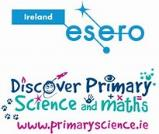 Ireland
esero
Discover Primary
Science and maths
www.primaryscience.ie